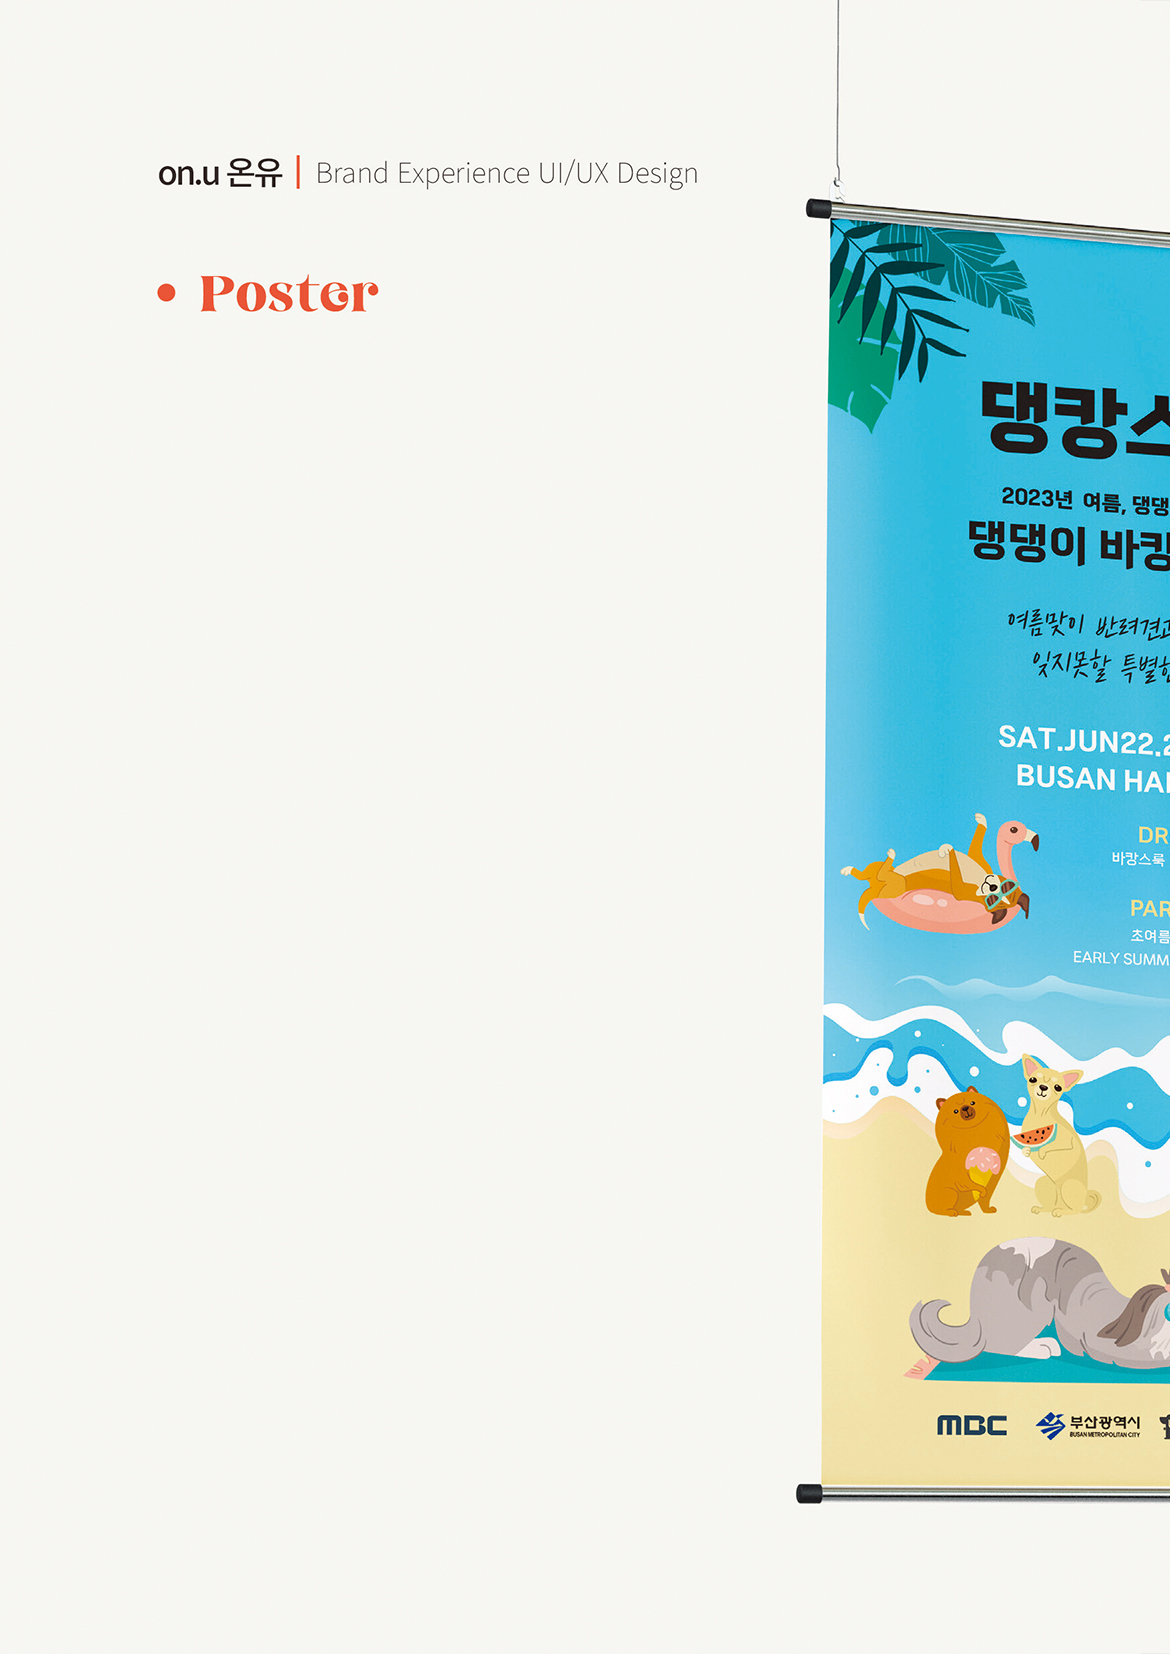 on.u 온유 | Brand Experience UI/UX Design
• Poster
댕캉스
2023년 여름, 댕댕
댕댕이 바캉
여름맞이 반려견과
잊지못할 특별한
SAT.JUN22.2
BUSAN HA
DR
바캉스룩
PAR
초여름
EARLY SUMM
MBC
부산광역시
BUSAN METROPOLITAN CITY